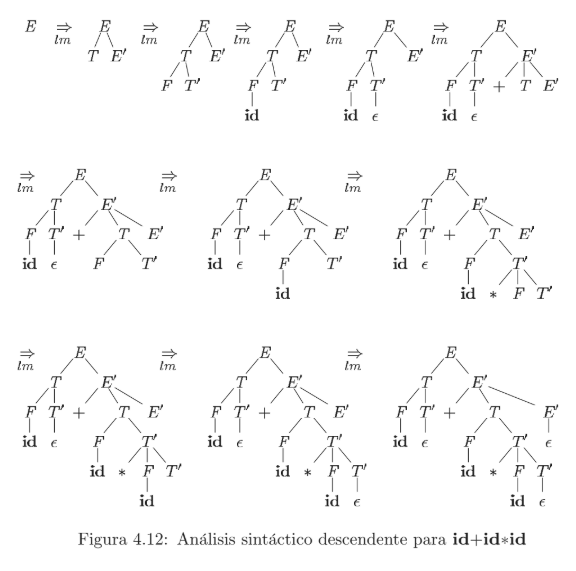 E ⇒ E ⇒ E ⇒ E ⇒ E ⇒ E
lm T E′ lm T E′ lm T E′ lm T E′ lm T E′
F T′ F T′ F T′ F T′ + T E′
id id ϵ id ϵ
⇒ E ⇒ E ⇒ E
lm T E′ lm T E′ lm T E′
F T′ + T E′ F T′ + T E′ F T′ + T E′
id ϵ F T′ id ϵ F T′ id ϵ F T′
id id * F T′
⇒ E ⇒ E ⇒ E
lm T E′ lm T E′ lm T E′
F T′ + T E′ F T′ + T E′ F T′ + T E′
id ϵ F T′ id ϵ F T′ id ϵ F T′ ϵ
id * F T′ id * F T′ id * F T′
id id ϵ id ϵ
Figura 4.12: Análisis sintáctico descendente para id+id*id